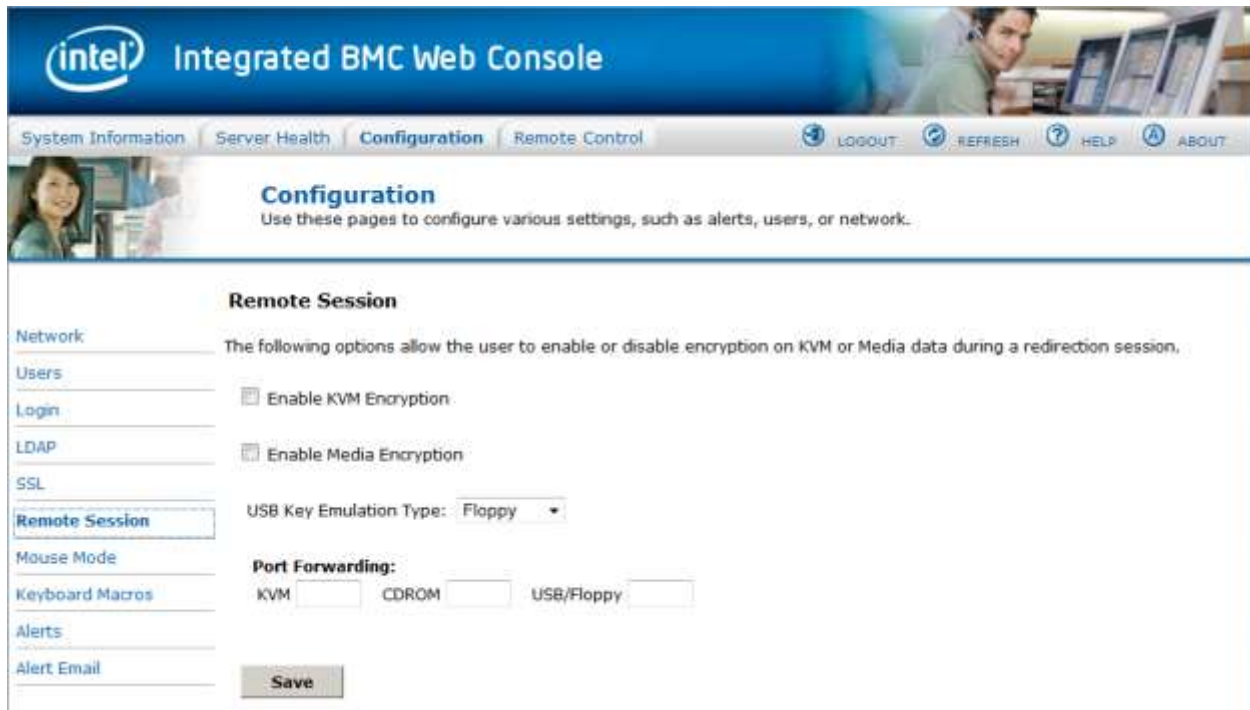 intel Integrated BMC Web Console
System Information Server Health Configuration Remote Control LOGOUT REFRESH HELP ABOUT
Configuration
Use these pages to configure various settings, such as alerts, users, or network.
Remote Session
The following options allow the user to enable or disable encryption on KVM or Media data during a redirection session.
Network
Users
Login
LDAP
SSL
Remote Session
Mouse Mode
Keyboard Macros
Alerts
Alert Email
Enable KVM Encryption
Enable Media Encryption
USB Key Emulation Type: Floppy
Port Forwarding:
KVM CDROM USB/Floppy
Save